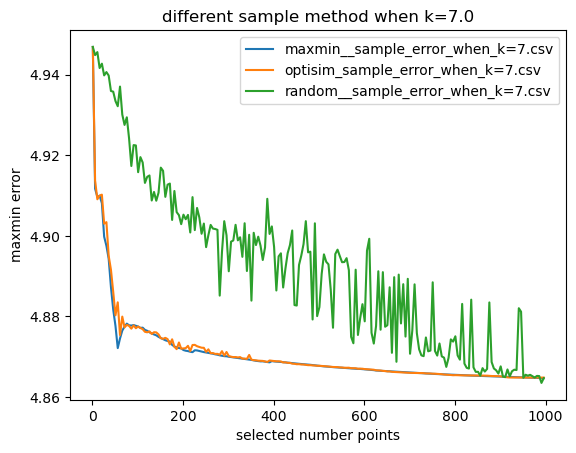 different sample method when k=7.0
maxmin__sample_error_when_k=7.csv
optisim_sample_error_when_k=7.csv
random__sample_error_when_k=7.csv
maxmin error
4.94
4.92
4.90
4.88
4.86
0 200 400 600 800 1000
selected number points